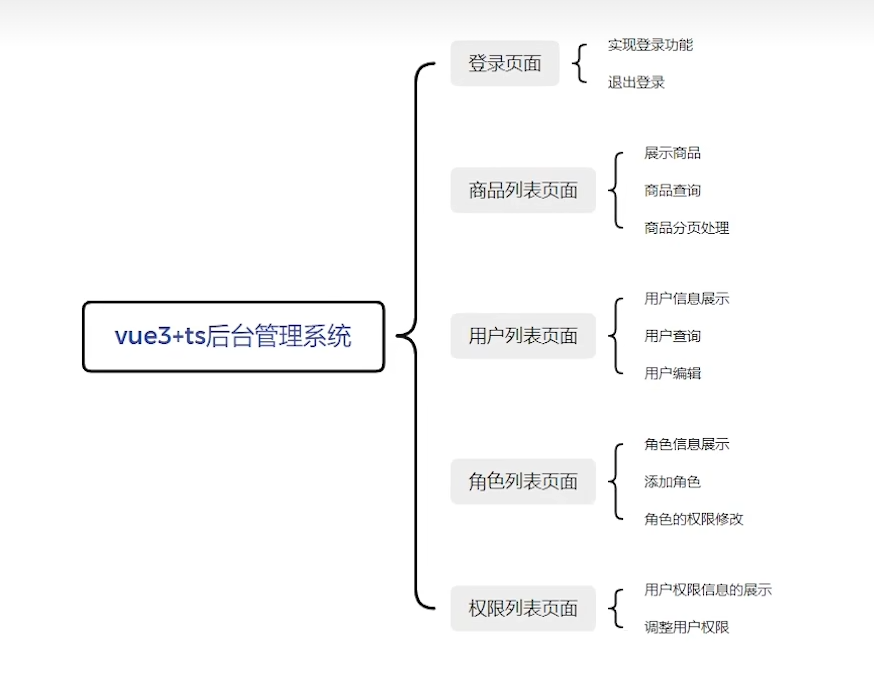 vue3+ts后台管理系统
登录页面
实现登录功能
退出登录
商品列表页面
展示商品
商品查询
商品分页处理
用户列表页面
用户信息展示
用户查询
用户编辑
角色列表页面
角色信息展示
添加角色
角色的权限修改
权限列表页面
用户权限信息的展示
调整用户权限